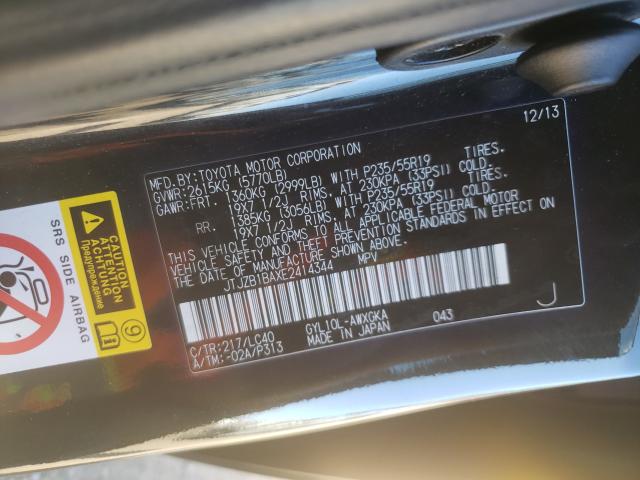 12/13
MFD.BY:TOYOTA MOTOR CORPORATION
GVWR:2615KG (5770LB)
GAWR:FRT. 1360KG (2999LB) WITH P235/55R19 TIRES.
19X7 1/2J RIMS, AT 230KPA (33PSI) COLD.
RR. 1385KG (3056LB) WITH P235/55R19 TIRES.
19X7 1/2J RIMS, AT 230KPA (33PSI) COLD.
THIS VEHICLE CONFORMS TO ALL APPLICABLE FEDERAL MOTOR
VEHICLE SAFETY AND THEFT PREVENTION STANDARDS IN EFFECT ON
THE DATE OF MANUFACTURE SHOWN ABOVE.
JTJZB1BAXE2414344 MPV
C/TR:217/LC40 GYL10L-AWXGKA 043 J
A/TM:-02A/P313 MADE IN JAPAN
SRS SIDE AIRBAG
WARNING
ATTENTION
ACHTUNG
Предупреждение
9